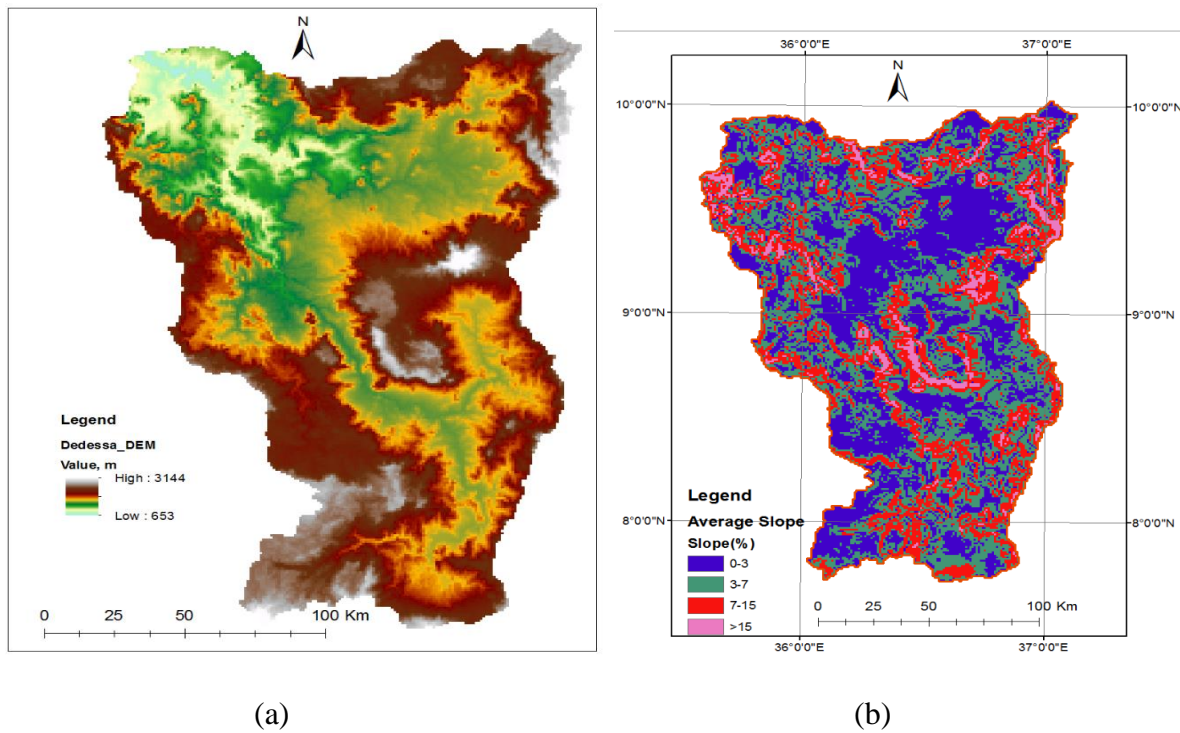 N
Legend
Dedessa_DEM
Value, m
High : 3144
Low : 653
0 25 50 100 Km
(a)
36°0'0"E 37°0'0"E
N
10°0'0"N 10°0'0"N
9°0'0"N 9°0'0"N
8°0'0"N 8°0'0"N
Legend
Average Slope
Slope(%)
0-3
3-7
7-15
>15
0 25 50 100 Km
36°0'0"E 37°0'0"E
(b)